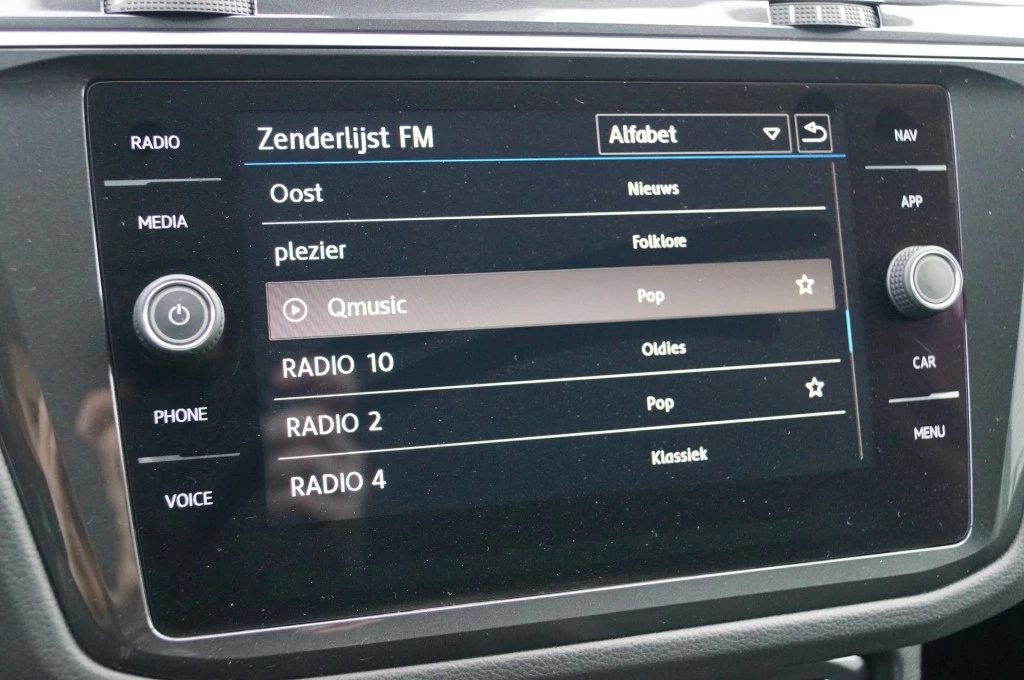 RADIO
MEDIA
PHONE
VOICE
Zenderlijst FM Alfabet
Oost Nieuws
plezier Folklore
Qmusic Pop
RADIO 10 Oldies
RADIO 2 Pop
RADIO 4 Klassiek
NAV
APP
CAR
MENU